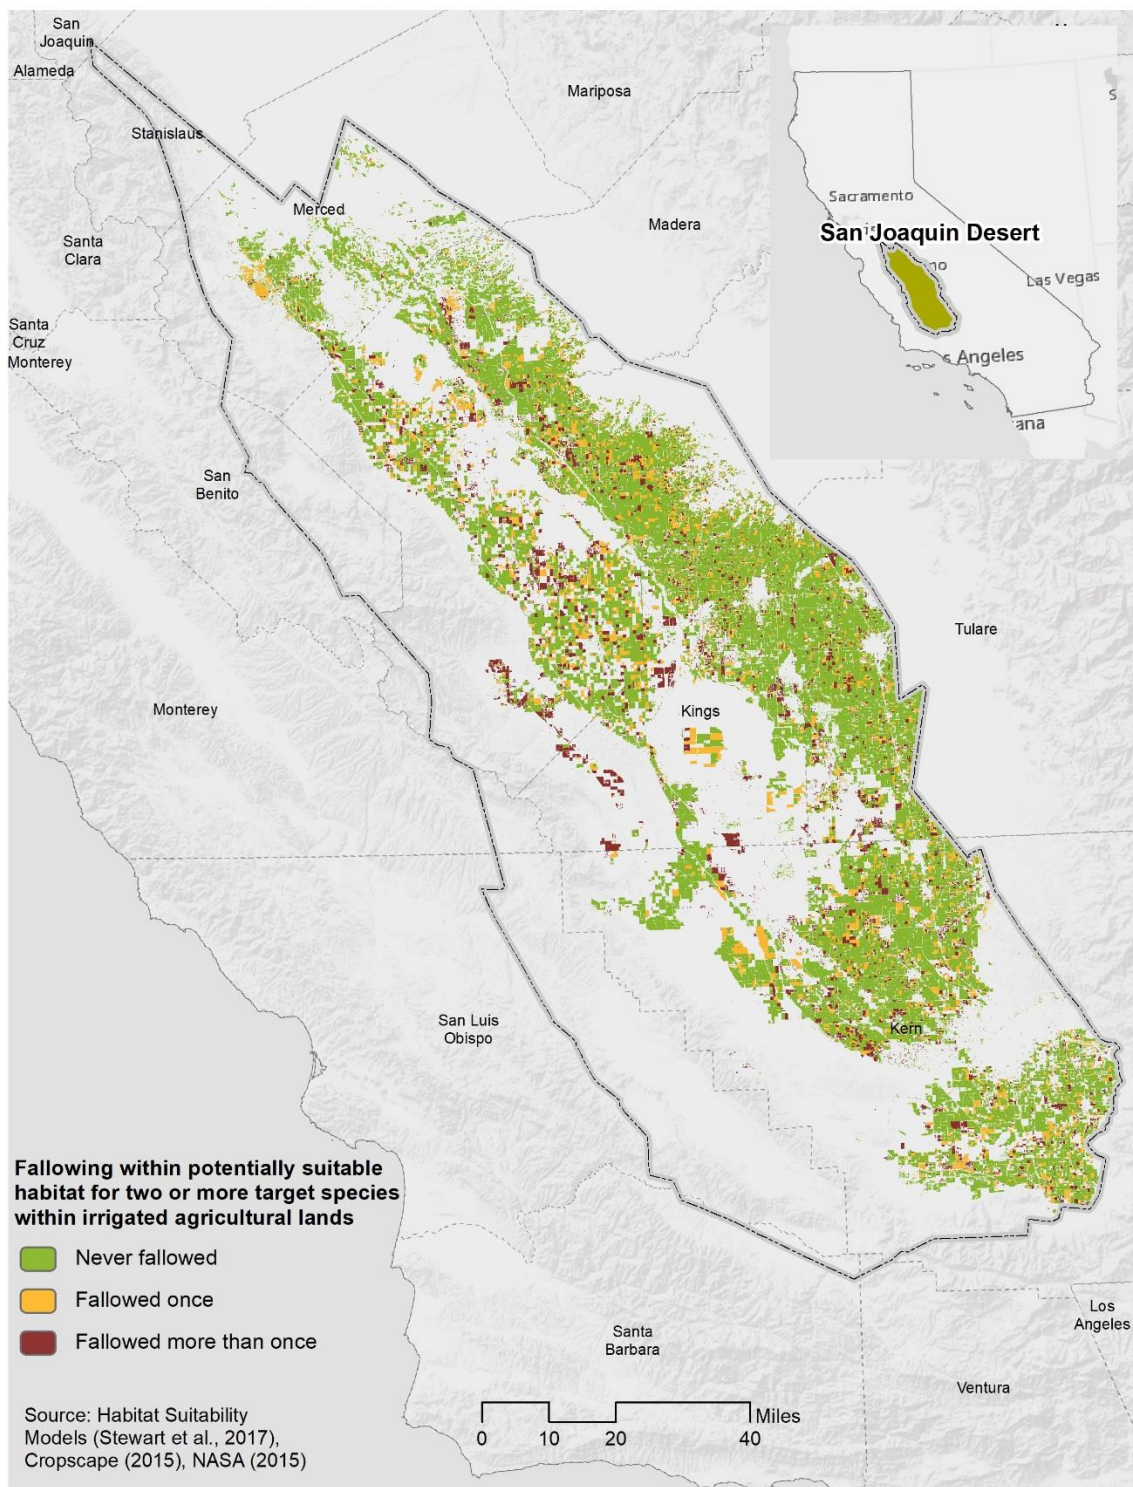 San
Joaquin
Alameda
Stanislaus
Mariposa
Merced
Madera
Santa
Clara
Santa
Cruz
Monterey
San
Benito
Monterey
Tulare
Kings
San Luis
Obispo
Kern
Santa
Barbara
Ventura
Los
Angeles
Sacramento
San Joaquin Desert
no
Las Vegas
s Angeles
ana
S
Fallowing within potentially suitable
habitat for two or more target species
within irrigated agricultural lands
Never fallowed
Fallowed once
Fallowed more than once
Source: Habitat Suitability
Models (Stewart et al., 2017),
Cropscape (2015), NASA (2015)
Miles
0 10 20 40